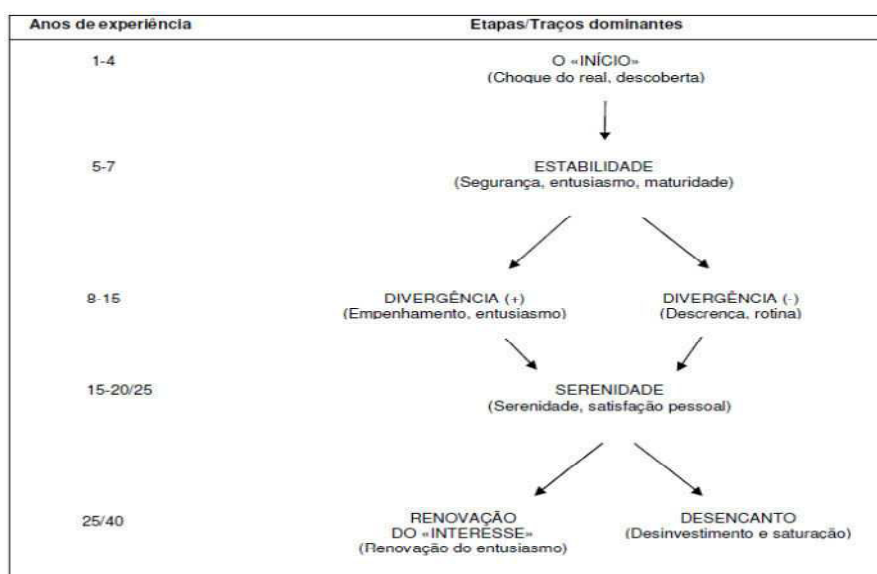 Anos de experiência Etapas/Traços dominantes
1-4 O «INÍCIO»
(Choque do real, descoberta)
5-7 ESTABILIDADE
(Segurança, entusiasmo, maturidade)
8-15 DIVERGÊNCIA (+) DIVERGÊNCIA (-)
(Empenhamento, entusiasmo) (Descrença, rotina)
15-20/25 SERENIDADE
(Serenidade, satisfação pessoal)
25/40 RENOVAÇÃO DESENCANTO
DO «INTERESSE» (Desinvestimento e saturação)
(Renovação do entusiasmo)